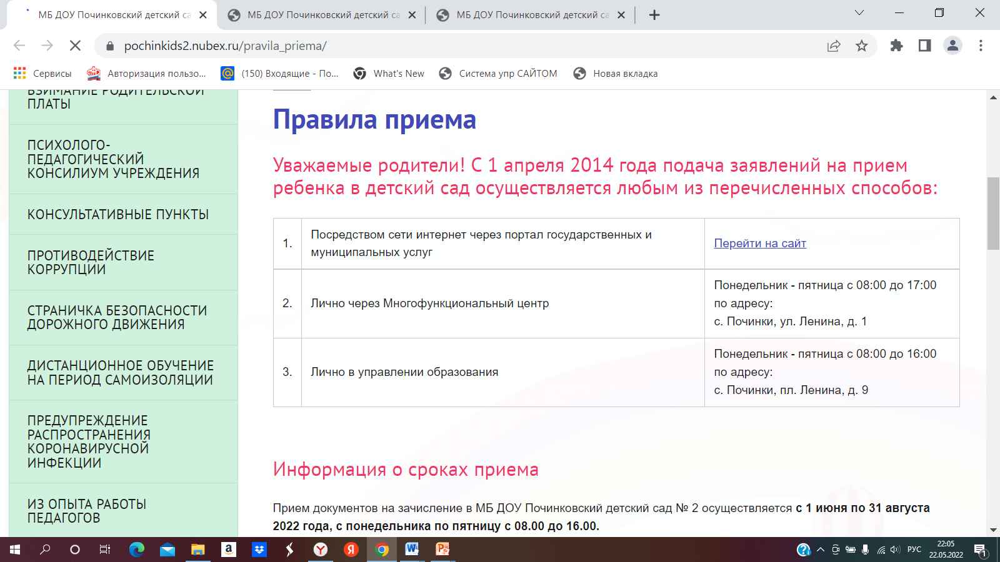 МБ ДОУ Починковский детский са
МБ ДОУ Починковский детский са
МБ ДОУ Починковский детский са
pochinkids2.nubex.ru/pravila_priema/
Сервисы
Авторизация пользо...
(150) Входящие - По...
What's New
Система упр САЙТОМ
Новая вкладка
ВЗИМАНИЕ РОДИТЕЛЬСКОЙ
ПЛАТЫ
ПСИХОЛОГО-
ПЕДАГОГИЧЕСКИЙ
КОНСИЛИУМ УЧРЕЖДЕНИЯ
КОНСУЛЬТАТИВНЫЕ ПУНКТЫ
ПРОТИВОДЕЙСТВИЕ
КОРРУПЦИИ
СТРАНИЧКА БЕЗОПАСНОСТИ
ДОРОЖНОГО ДВИЖЕНИЯ
ДИСТАНЦИОННОЕ ОБУЧЕНИЕ
НА ПЕРИОД САМОИЗОЛЯЦИИ
ПРЕДУПРЕЖДЕНИЕ
РАСПРОСТРАНЕНИЯ
КОРОНАВИРУСНОЙ
ИНФЕКЦИИ
ИЗ ОПЫТА РАБОТЫ
ПЕДАГОГОВ
Правила приема
Уважаемые родители! С 1 апреля 2014 года подача заявлений на прием
ребенка в детский сад осуществляется любым из перечисленных способов:
1.
Посредством сети интернет через портал государственных и
муниципальных услуг
Перейти на сайт
2.
Лично через Многофункциональный центр
Понедельник - пятница с 08:00 до 17:00
по адресу:
с. Починки, ул. Ленина, д. 1
3.
Лично в управлении образования
Понедельник - пятница с 08:00 до 16:00
по адресу:
с. Починки, пл. Ленина, д. 9
Информация о сроках приема
Прием документов на зачисление в МБ ДОУ Починковский детский сад № 2 осуществляется с 1 июня по 31 августа
2022 года, с понедельника по пятницу с 08.00 до 16.00.
РУС
22:05
22.05.2022
1